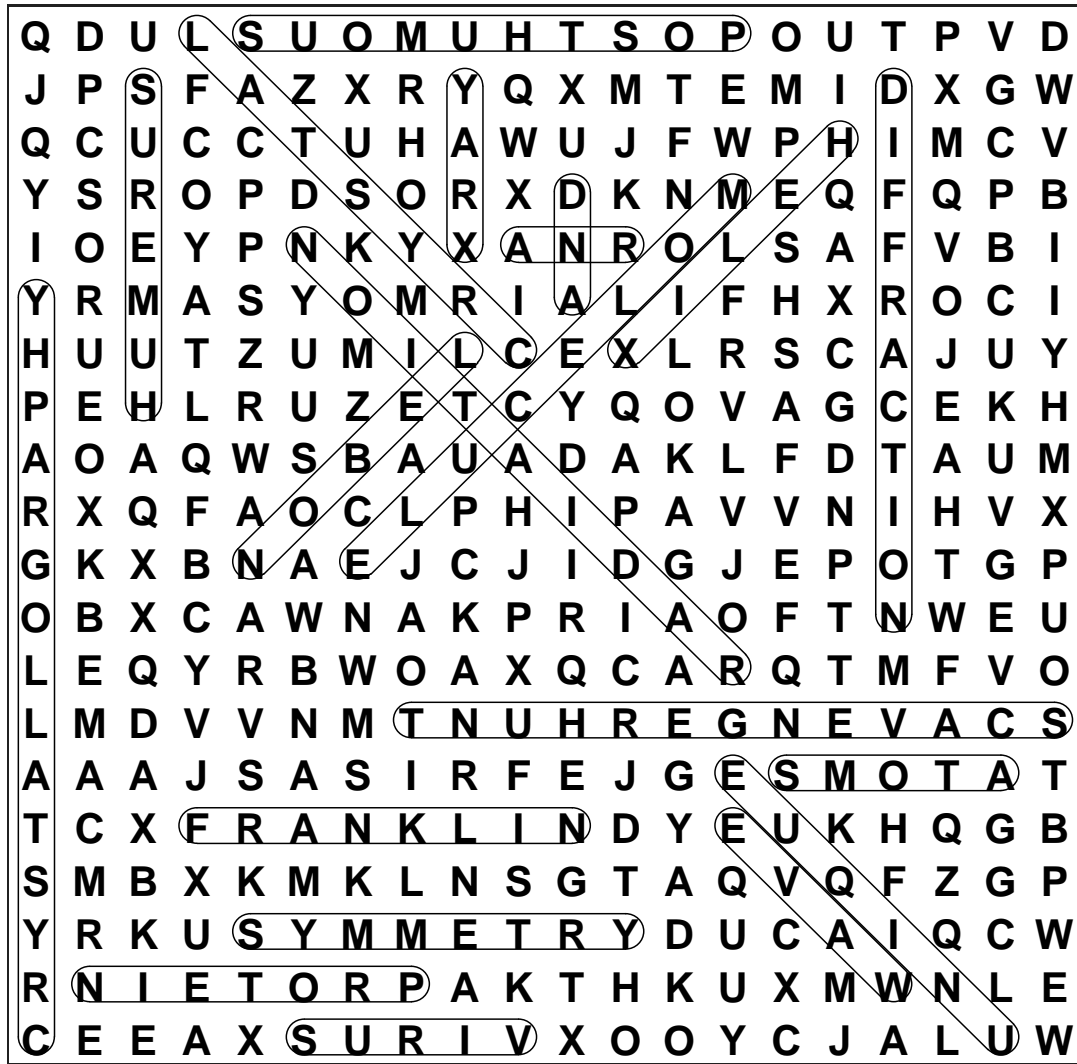 Q D U L S U O M U H T S O P O U T P V D
J P S F A Z X R Y Q X M T E M I D X G W
Q C U C C T U H A W U J F W P H I M C V
Y S R O P D S O R X D K N M E Q F Q P B
I O E Y P N K Y X A N R O L S A F V B I
Y R M A S Y O M R I A L I F H X R O C I
H U U T Z U M I L C E X L R S C A J U Y
P E H L R U Z E T C Y Q O V A G C E K H
A O A Q W S B A U A D A K L F D T A U M
R X Q F A O C L P H I P A V V N I H V X
G K X B N A E J C J I D G J E P O T G P
O B X C A W N A K P R I A O F T N W E U
L E Q Y R B W O A X Q C A R Q T M F V O
L M D V V N M T N U H R E G N E V A C S
A A A J S A S I R F E J G E S M O T A T
T C X F R A N K L I N D Y E U K H Q G B
S M B X K M K L N S G T A Q V Q F Z G P
Y R K U S Y M M E T R Y D U C A I Q C W
R N I E T O R P A K T H K U X M W N L E
C E E A X S U R I V X O O Y C J A L U W